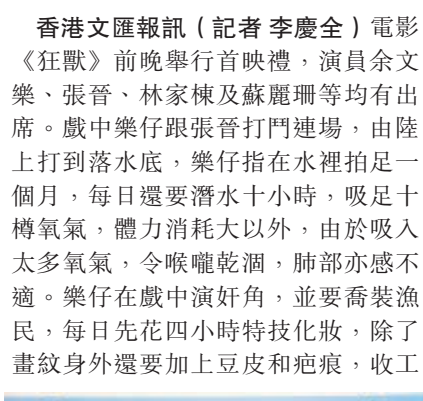 香港文匯報訊（記者 李慶全）電影
《狂獸》前晚舉行首映禮，演員余文
樂、張晉、林家棟及蘇麗珊等均有出
席。戲中樂仔跟張晉打鬥連場，由陸
上打到落水底，樂仔指在水裡拍足一
個月，每日還要潛水十小時，吸足十
樽氧氣，體力消耗大以外，由於吸入
太多氧氣，令喉嚨乾涸，肺部亦感不
適。樂仔在戲中演奸角，並要喬裝漁
民，每日先花四小時特技化妝，除了
畫紋身外還要加上豆皮和疤痕，收工